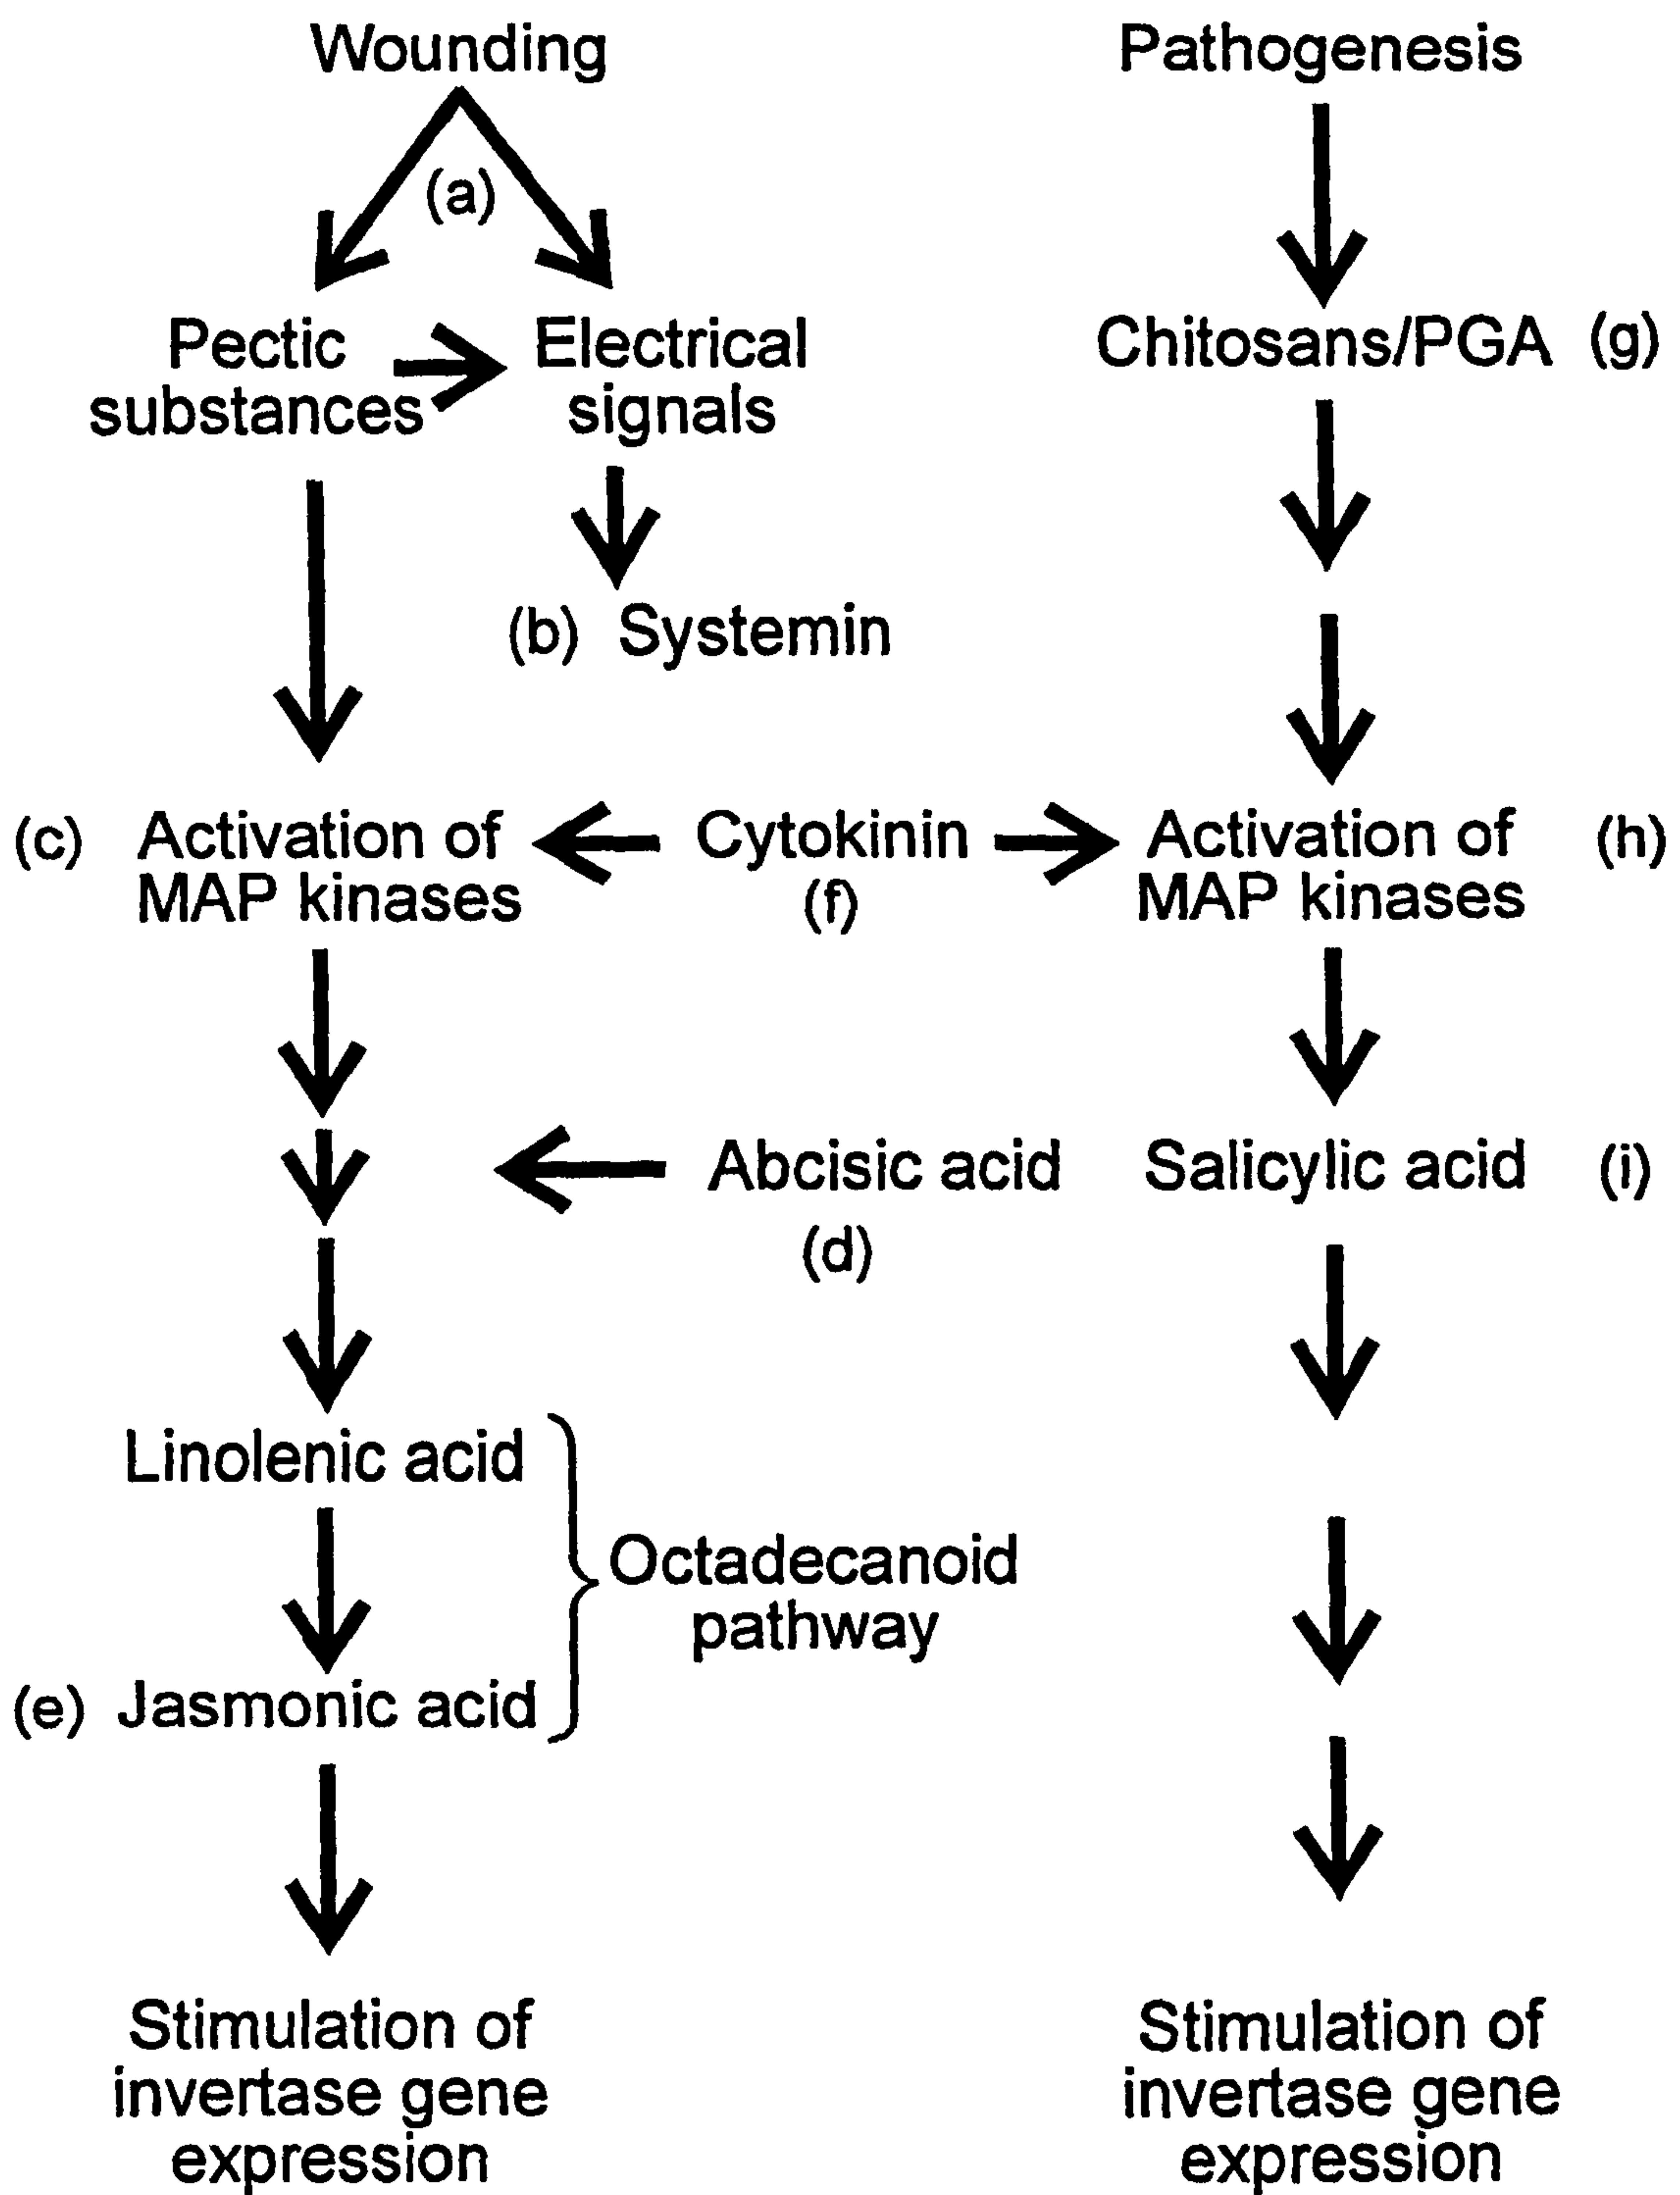 Wounding
Pathogenesis
(a)
Pectic
substances
Electrical
signals
Chitosans/PGA (g)
(b) Systemin
(c) Activation of
MAP kinases
Cytokinin
(f)
Activation of
MAP kinases
(h)
Abcisic acid
(d)
Salicylic acid (i)
Linolenic acid
Octadecanoid
pathway
(e) Jasmonic acid
Stimulation of
invertase gene
expression
Stimulation of
invertase gene
expression